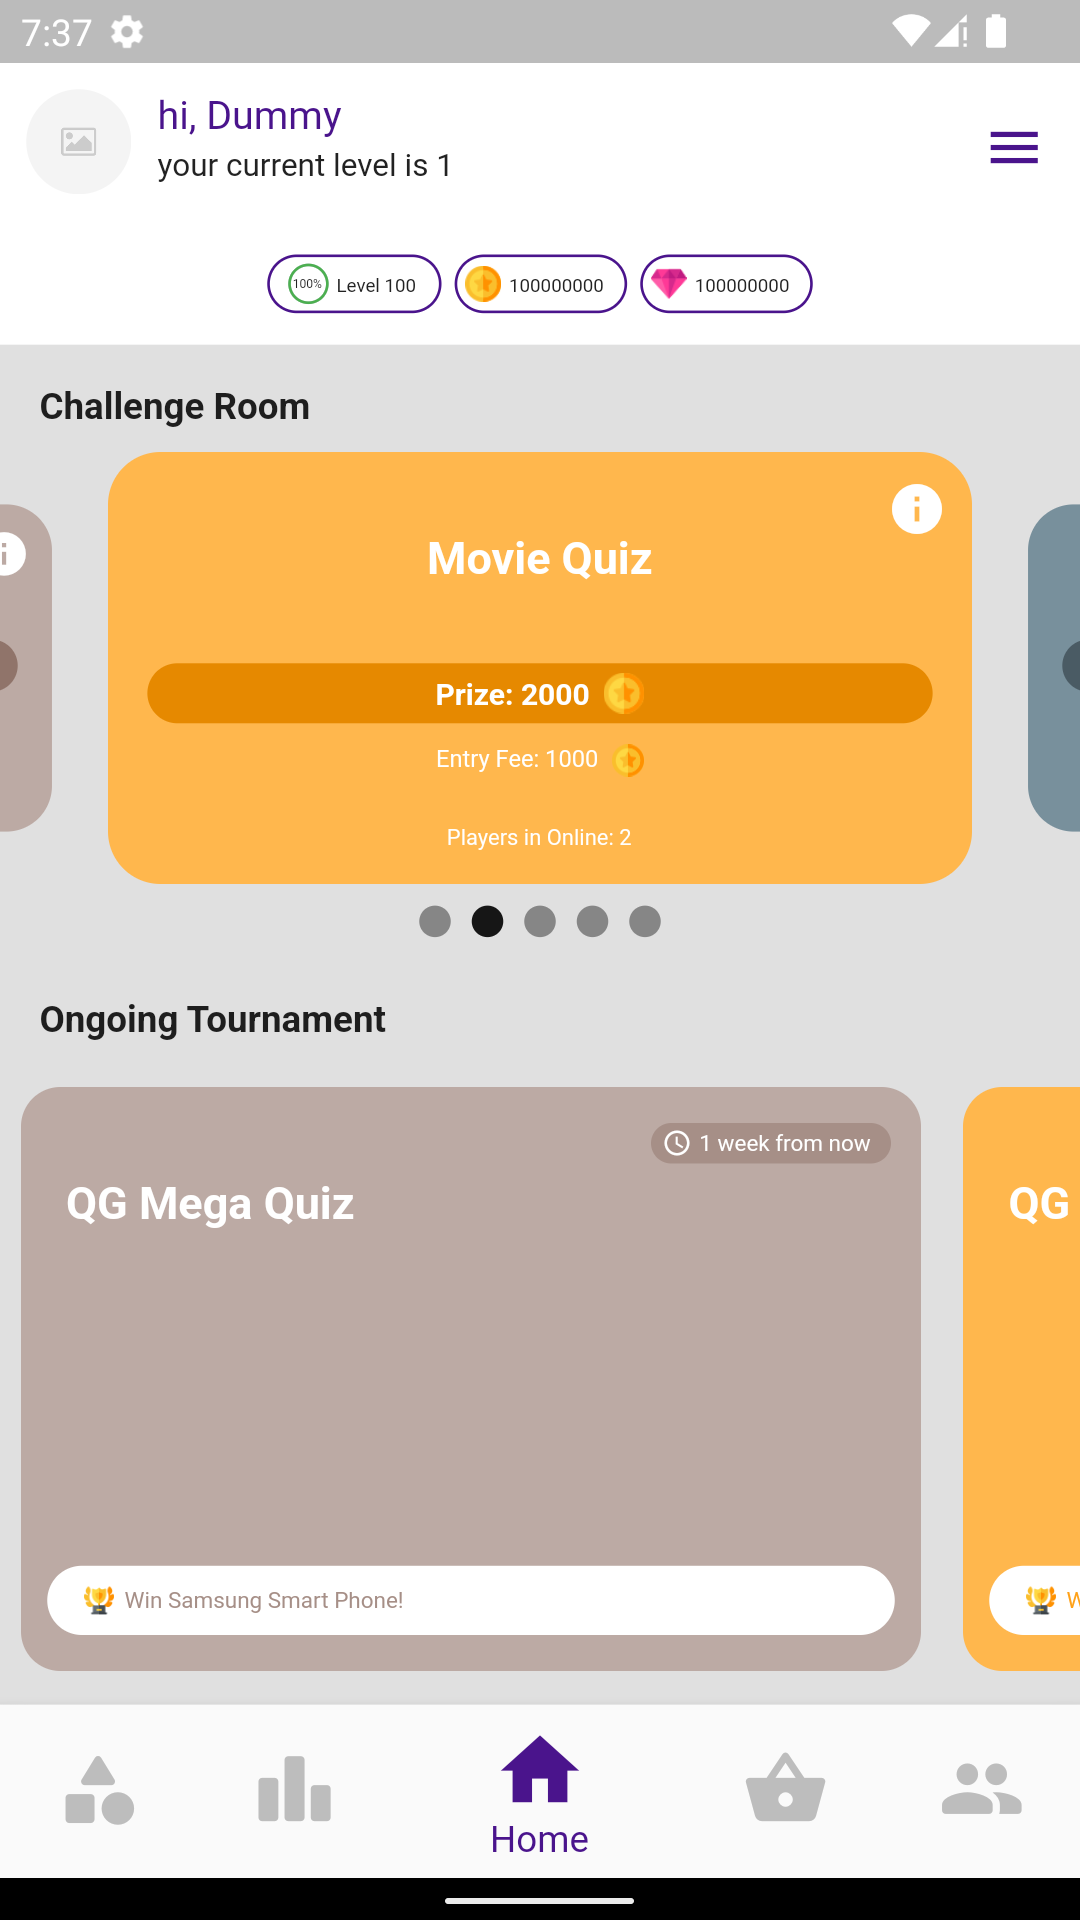 7:37
hi, Dummy
your current level is 1
100% Level 100
100000000
100000000
Challenge Room
Movie Quiz
Prize: 2000
Entry Fee: 1000
Players in Online: 2
Ongoing Tournament
1 week from now
QG Mega Quiz
QG
Win Samsung Smart Phone!
Home